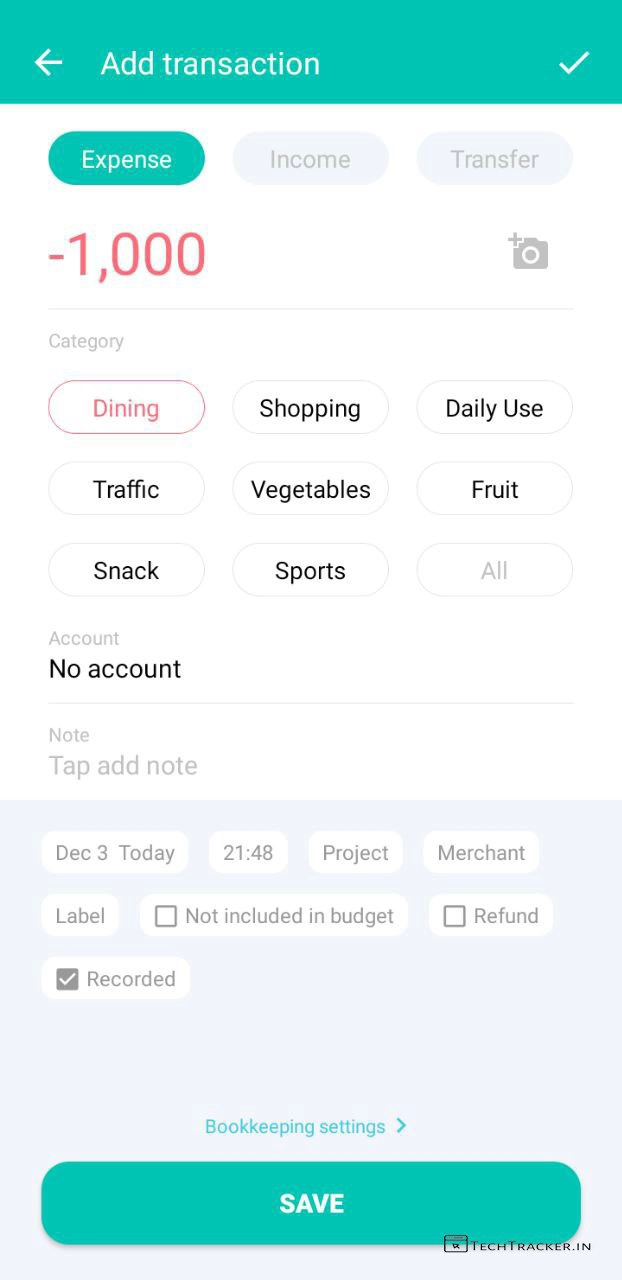 Add transaction
Expense Income Transfer
-1,000
Category
Dining Shopping Daily Use
Traffic Vegetables Fruit
Snack Sports All
Account
No account
Note
Tap add note
Dec 3 Today 21:48 Project Merchant
Label Not included in budget Refund
Recorded
Bookkeeping settings
SAVE
TECHTRACKER.IN